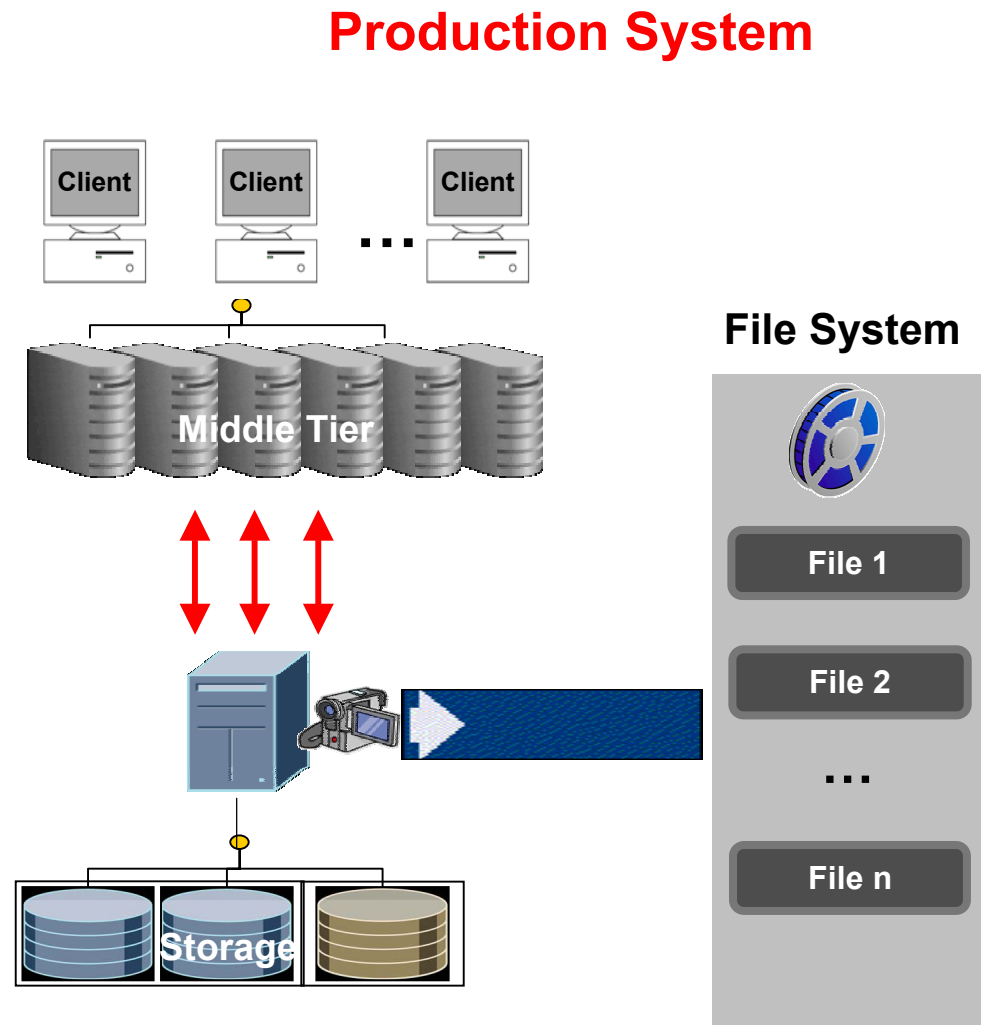 Production System
Client
Client
...
Client
Middle Tier
File System
File 1
File 2
...
File n
Storage